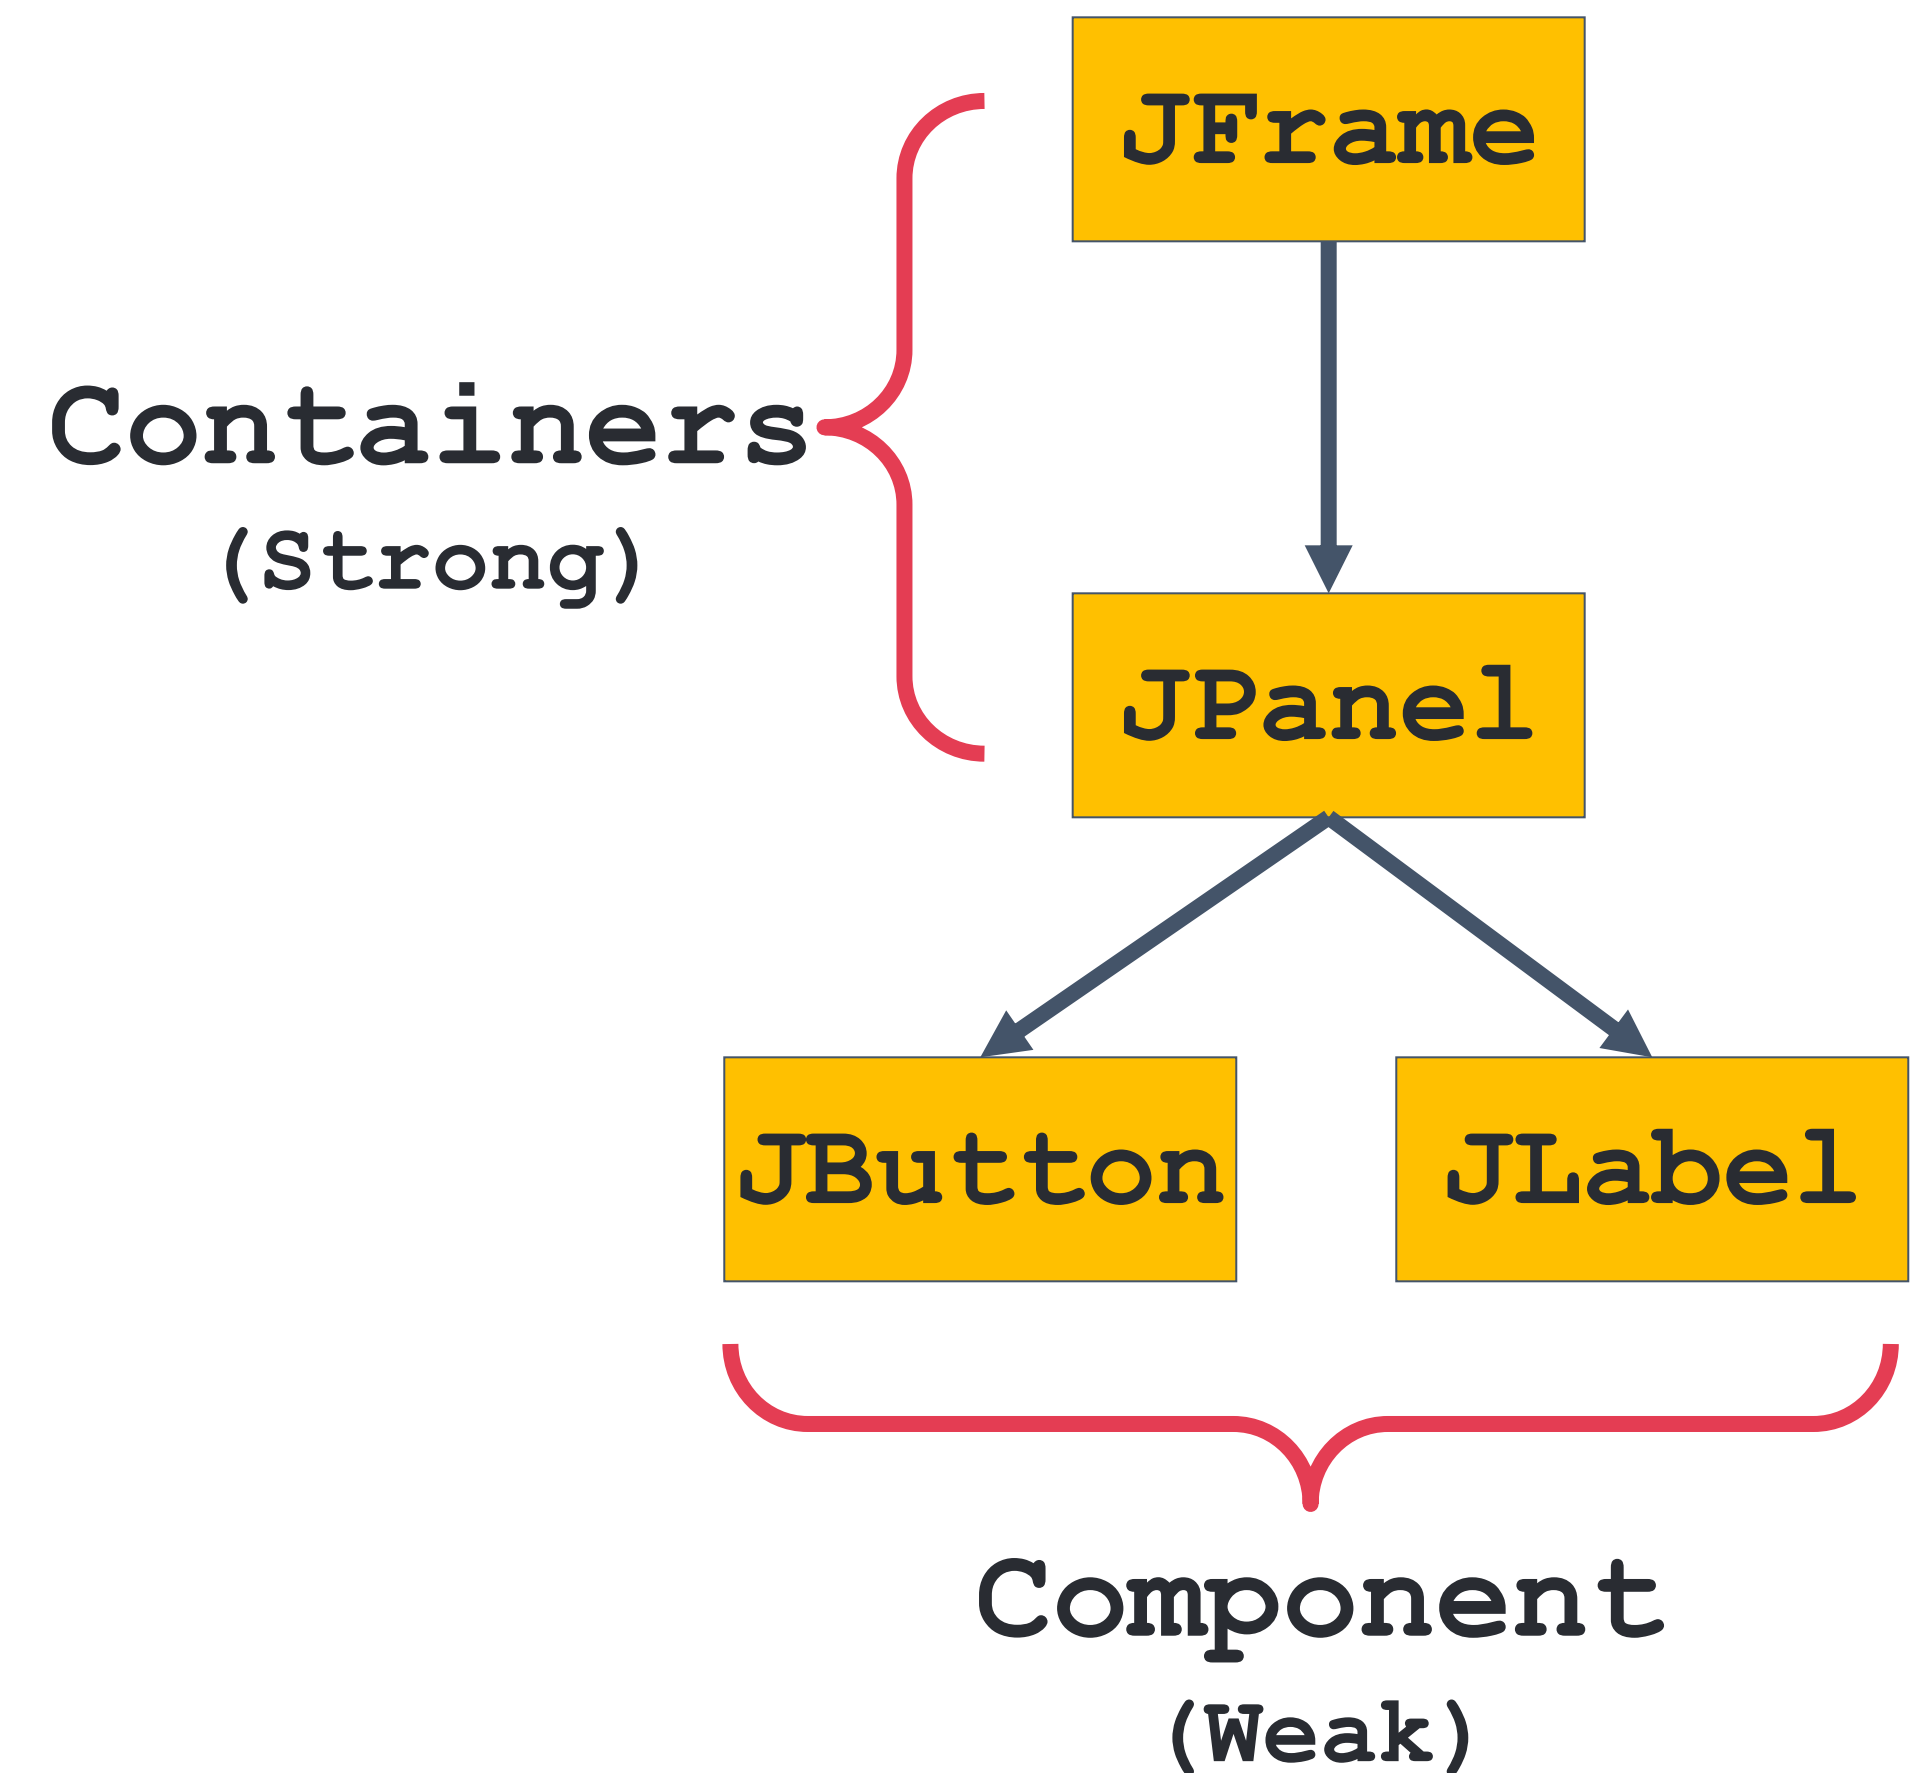 JFrame
Containers
(Strong)
JPanel
JButton
JLabel
Component
(Weak)